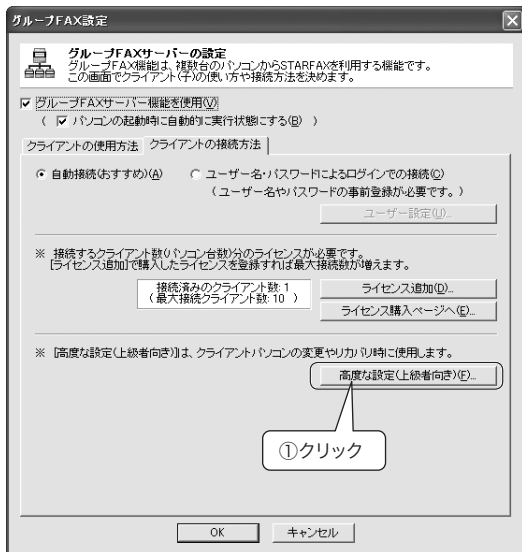 グループFAX設定
グループFAXサーバーの設定
グループFAX機能は、複数台のパソコンからSTARFAXを利用する機能です。
この画面でクライアント(子)の使い方や接続方法を決めます。
グループFAXサーバー機能を使用(V)
( パソコンの起動時に自動的に実行状態にする(B) )
クライアントの使用方法 クライアントの接続方法
自動接続(おすすめ)(A) ユーザー名・パスワードによるログインでの接続(C)
(ユーザー名やパスワードの事前登録が必要です。)
ユーザー設定(U)...
※ 接続するクライアント数(パソコン台数)分のライセンスが必要です。
[ライセンス追加]で購入したライセンスを登録すれば最大接続数が増えます。
接続済みのクライアント数: 1
(最大接続クライアント数: 10 )
ライセンス追加(D)...
ライセンス購入ページへ(E)...
※ [高度な設定(上級者向き)]は、クライアントパソコンの変更やリカバリ時に使用します。
高度な設定(上級者向き)(F)...
①クリック
OK キャンセル